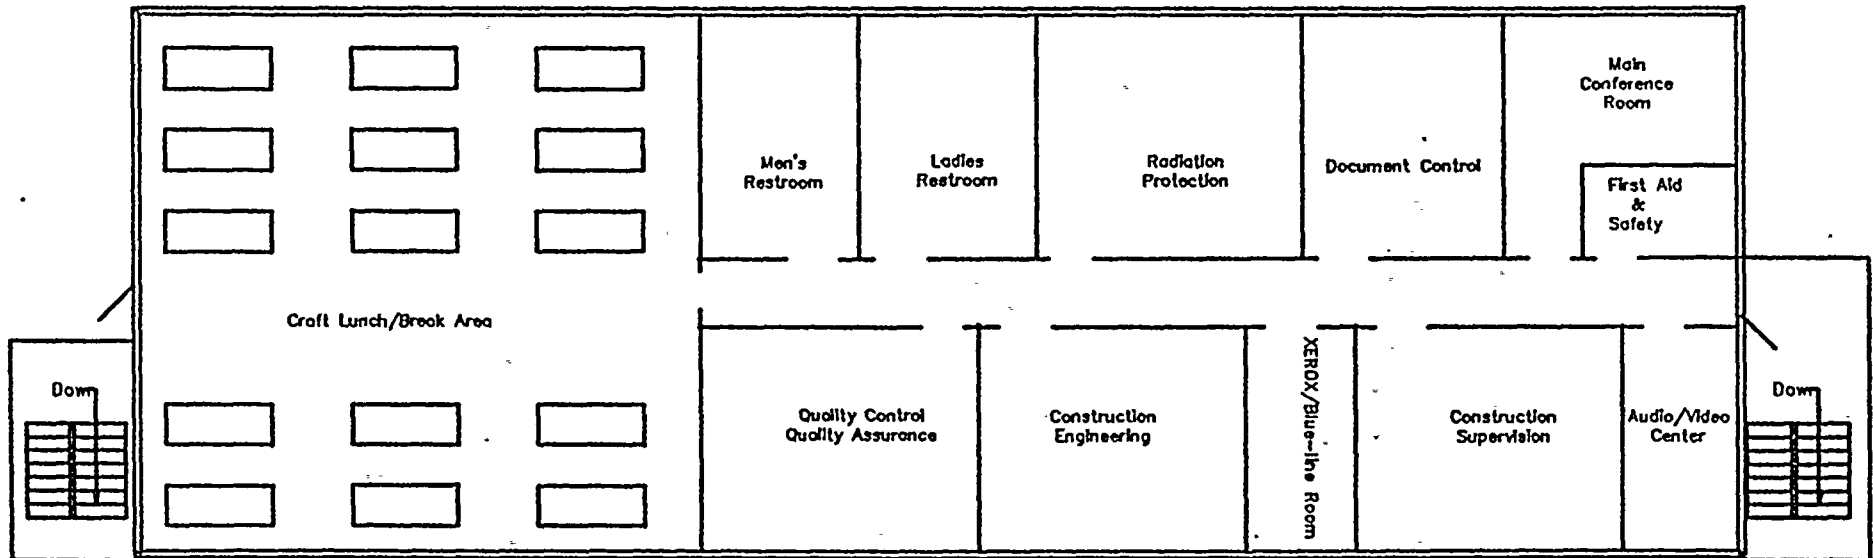 Main
Conference
Room
Men's
Restroom
Ladies
Restroom
Radiation
Protection
Document Control
First Aid
&
Safety
Craft Lunch/Break Area
Down
Quality Control
Quality Assurance
Construction
Engineering
XEROX/Blue-line Room
Construction
Supervision
Audio/Video
Center
Down